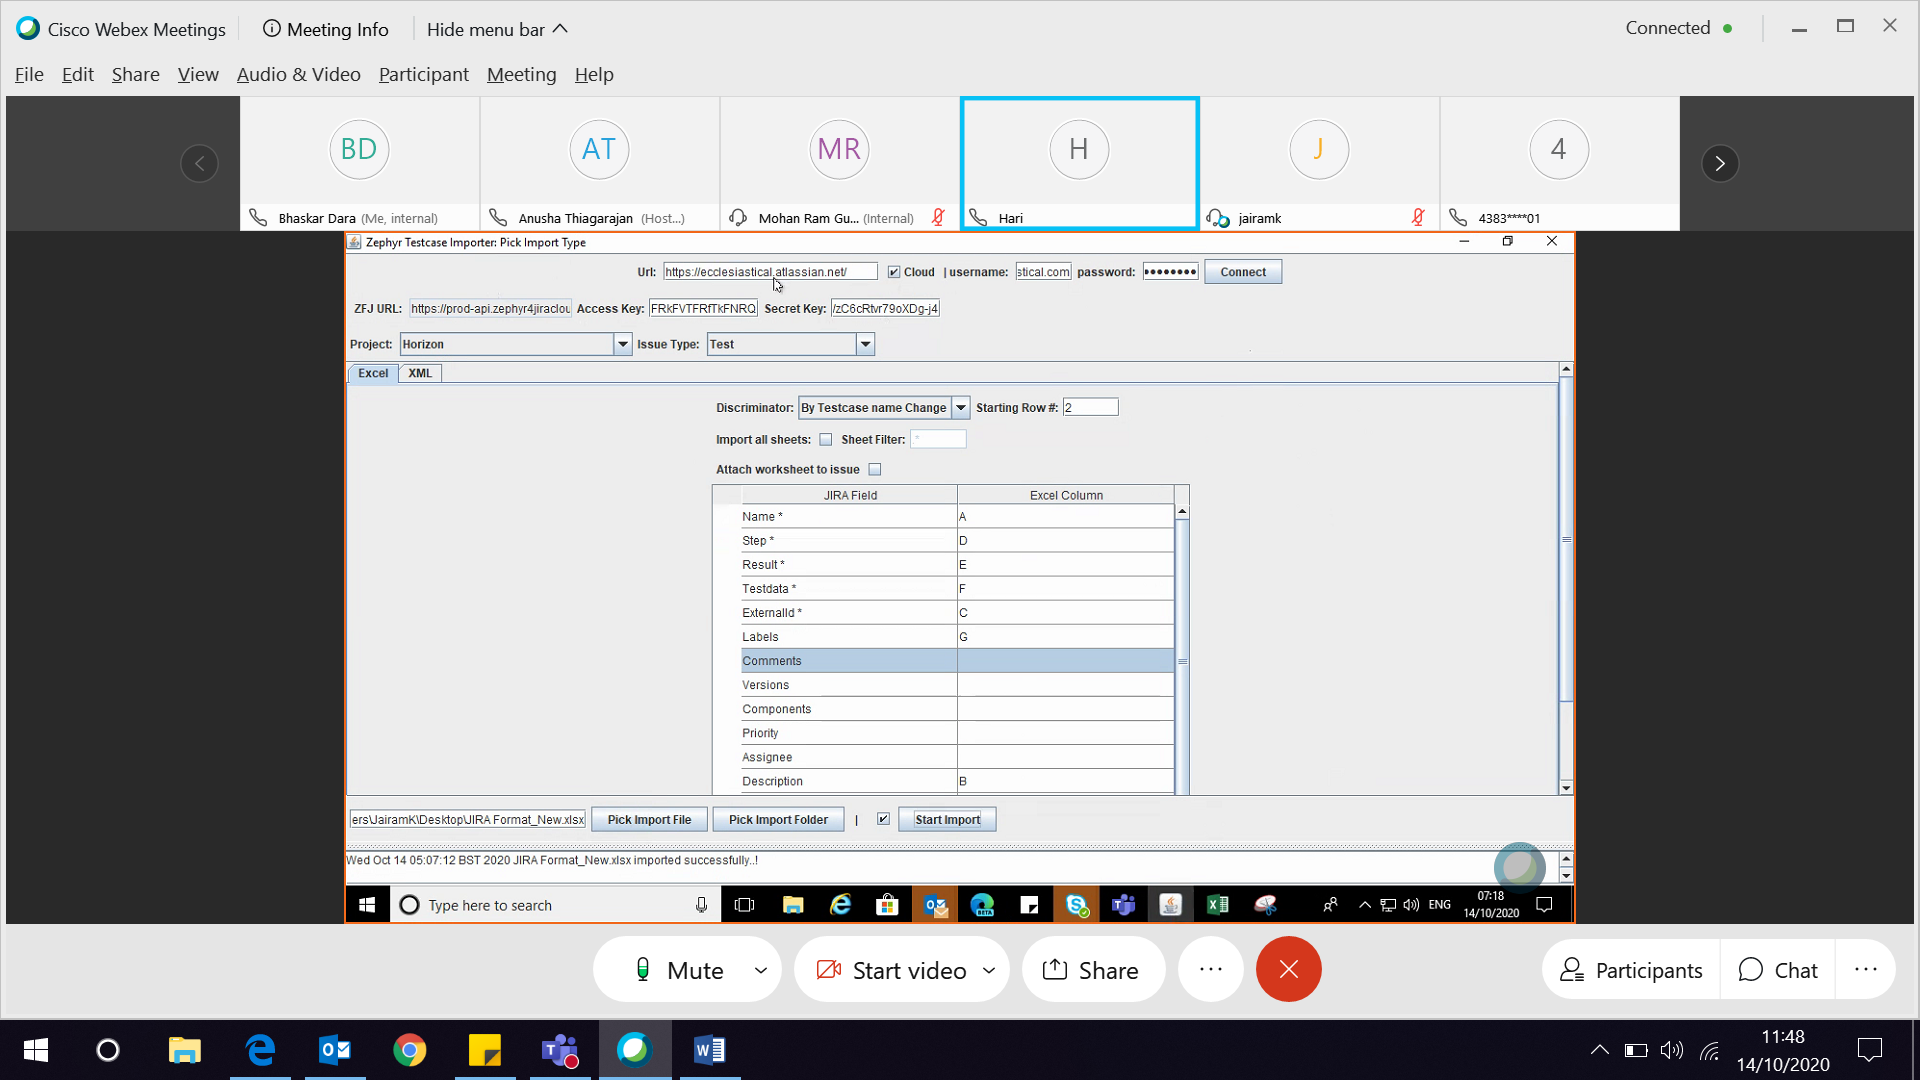 Cisco Webex Meetings Meeting Info Hide menu bar Connected
File Edit Share View Audio & Video Participant Meeting Help
BD AT MR H J 4
Bhaskar Dara (Me, internal) Anusha Thiagarajan (Host...) Mohan Ram Gu... (Internal) Hari jairamk 4383****01
Zephyr Testcase Importer: Pick Import Type
Url: https://ecclesiastical.atlassian.net/ Cloud | username: stical.com password: •••••••• Connect
ZFJ URL: https://prod-api.zephyr4jiraclou Access Key: FRkFVTFRfTkFNRQ Secret Key: /zC6cRtvr79oXDg-j4
Project: Horizon Issue Type: Test
Excel XML
Discriminator: By Testcase name Change Starting Row #: 2
Import all sheets: Sheet Filter: .*
Attach worksheet to issue
JIRA Field Excel Column
Name * A
Step * D
Result * E
Testdata * F
ExternalId * C
Labels G
Comments
Versions
Components
Priority
Assignee
Description B
ers\JairamK\Desktop\JIRA Format_New.xlsx Pick Import File Pick Import Folder | Start Import
Wed Oct 14 05:07:12 BST 2020 JIRA Format_New.xlsx imported successfully..!
Type here to search ENG 07:18
14/10/2020
Mute Start video Share Participants Chat
11:48
14/10/2020